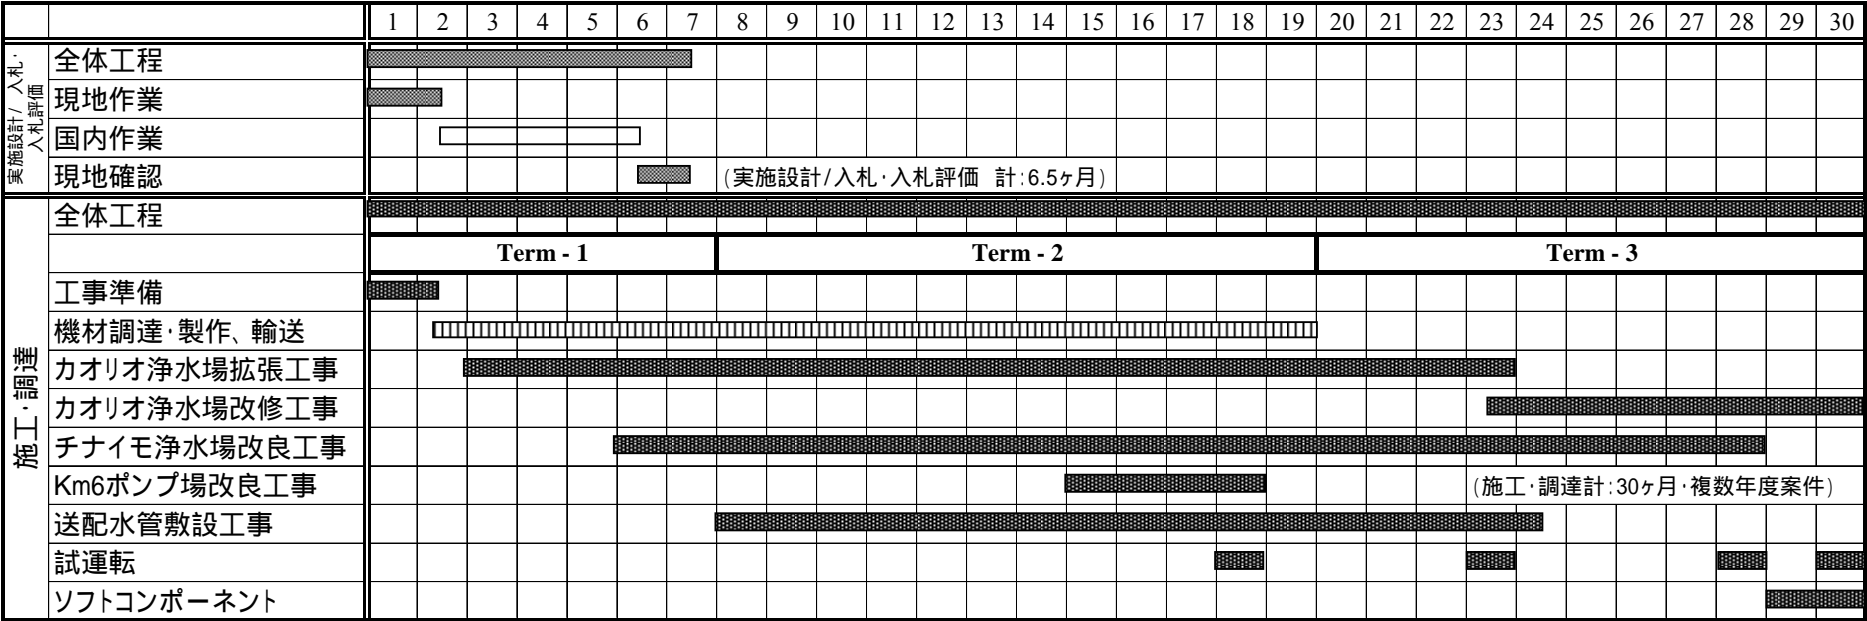 1 2 3 4 5 6 7 8 9 10 11 12 13 14 15 16 17 18 19 20 21 22 23 24 25 26 27 28 29 30
実施設計/ 入札・
入札評価
全体工程
現地作業
国内作業
現地確認
(実施設計/入札・入札評価 計:6.5ヶ月)
施工・調達
全体工程
Term - 1 Term - 2 Term - 3
工事準備
機材調達・製作、輸送
カオリオ浄水場拡張工事
カオリオ浄水場改修工事
チナイモ浄水場改良工事
Km6ポンプ場改良工事
(施工・調達計:30ヶ月・複数年度案件)
送配水管敷設工事
試運転
ソフトコンポーネント